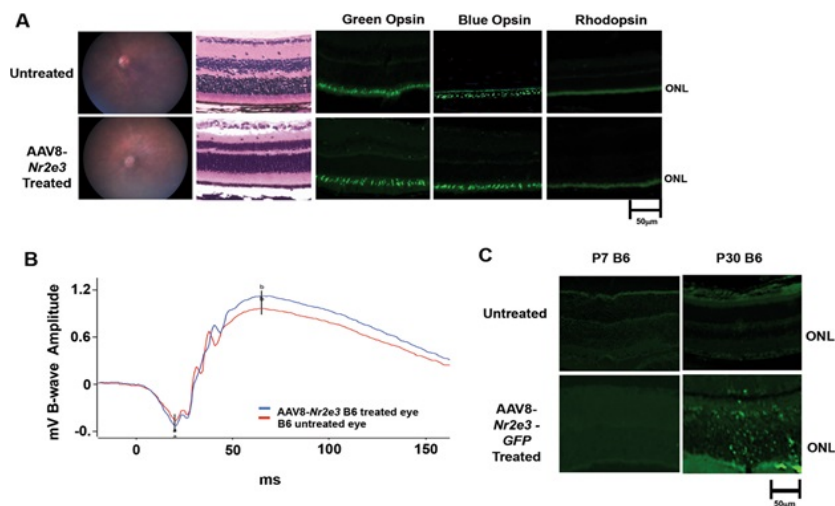 A
Green Opsin
Blue Opsin
Rhodopsin
Untreated
ONL
AAV8-
Nr2e3
Treated
ONL
50µm
B
mV B-wave Amplitude
1.2
0.6
0
-0.
b
AAV8-Nr2e3 B6 treated eye
B6 untreated eye
0
50
100
150
ms
C
P7 B6
P30 B6
Untreated
ONL
AAV8-
Nr2e3 -
GFP
Treated
ONL
50µm